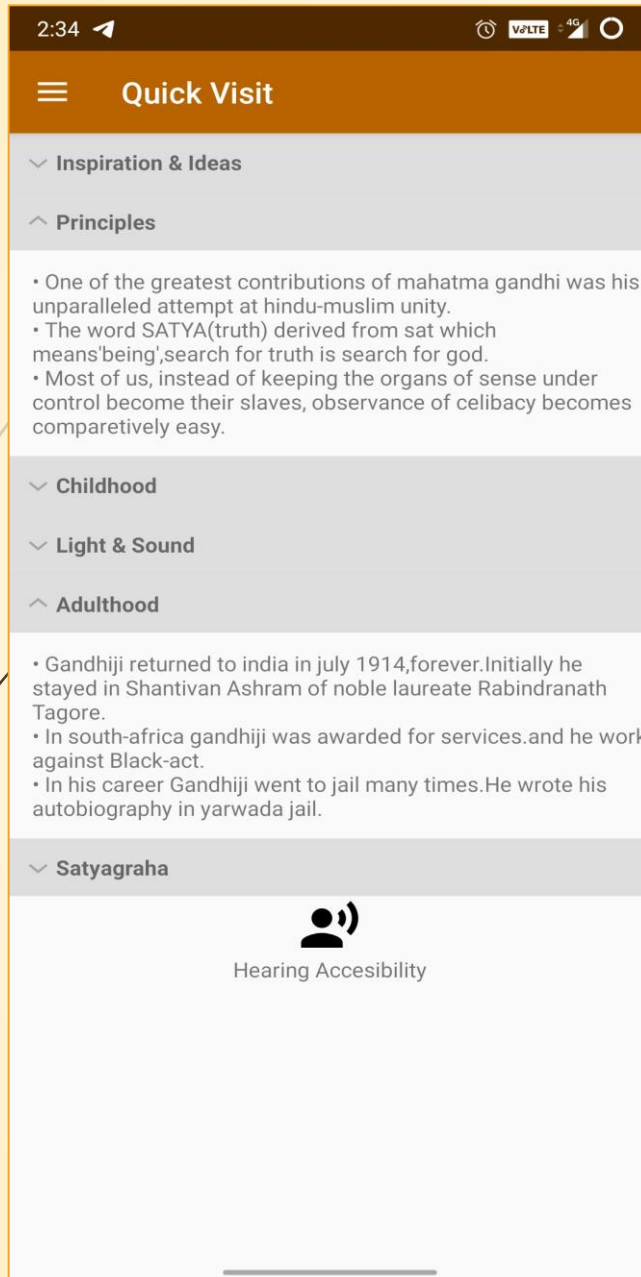 2:34
VoLTE 4G
Quick Visit
Inspiration & Ideas
Principles
• One of the greatest contributions of mahatma gandhi was his
unparalleled attempt at hindu-muslim unity.
• The word SATYA(truth) derived from sat which
means'being',search for truth is search for god.
• Most of us, instead of keeping the organs of sense under
control become their slaves, observance of celibacy becomes
comparetively easy.
Childhood
Light & Sound
Adulthood
• Gandhiji returned to india in july 1914,forever.Initially he
stayed in Shantivan Ashram of noble laureate Rabindranath
Tagore.
• In south-africa gandhiji was awarded for services.and he work
against Black-act.
• In his career Gandhiji went to jail many times.He wrote his
autobiography in yarwada jail.
Satyagraha
Hearing Accesibility